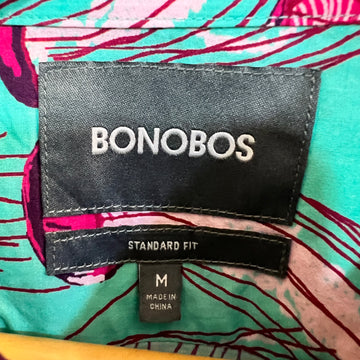 BONOBOS
STANDARD FIT
M
MADE IN
CHINA